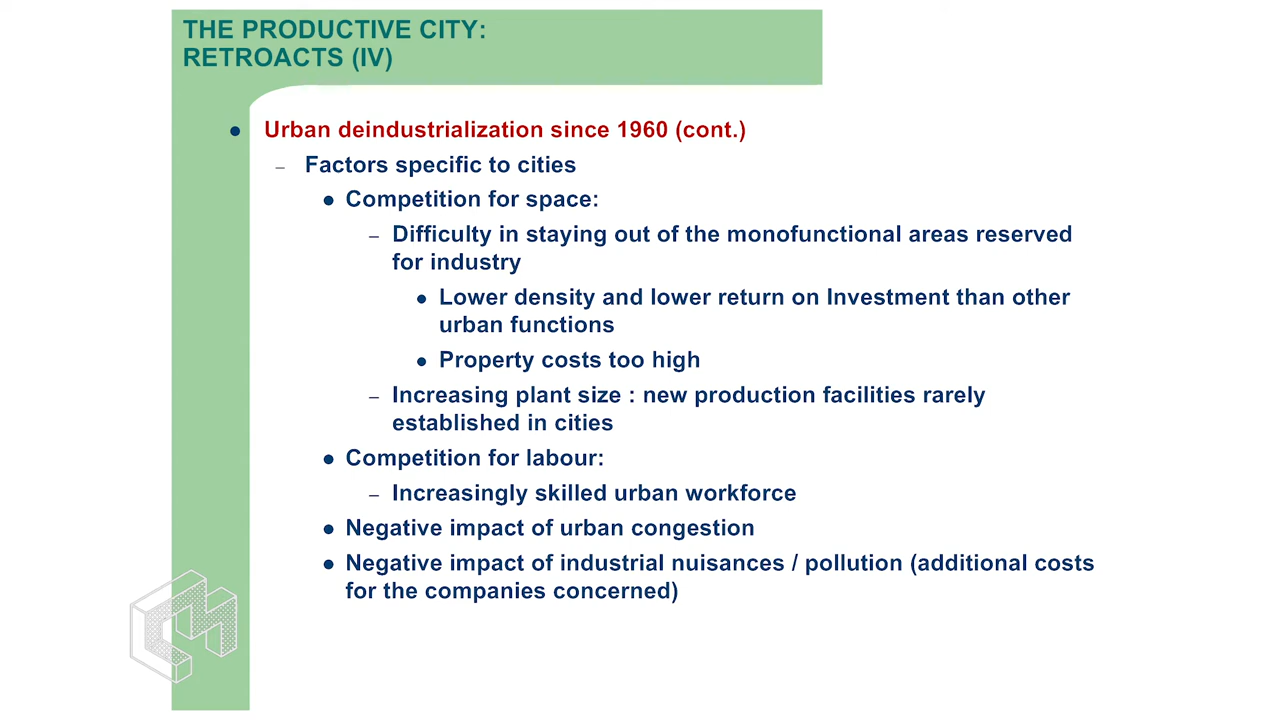 THE PRODUCTIVE CITY:
RETROACTS (IV)
● Urban deindustrialization since 1960 (cont.)
– Factors specific to cities
● Competition for space:
– Difficulty in staying out of the monofunctional areas reserved
for industry
● Lower density and lower return on Investment than other
urban functions
● Property costs too high
– Increasing plant size : new production facilities rarely
established in cities
● Competition for labour:
– Increasingly skilled urban workforce
● Negative impact of urban congestion
● Negative impact of industrial nuisances / pollution (additional costs
for the companies concerned)